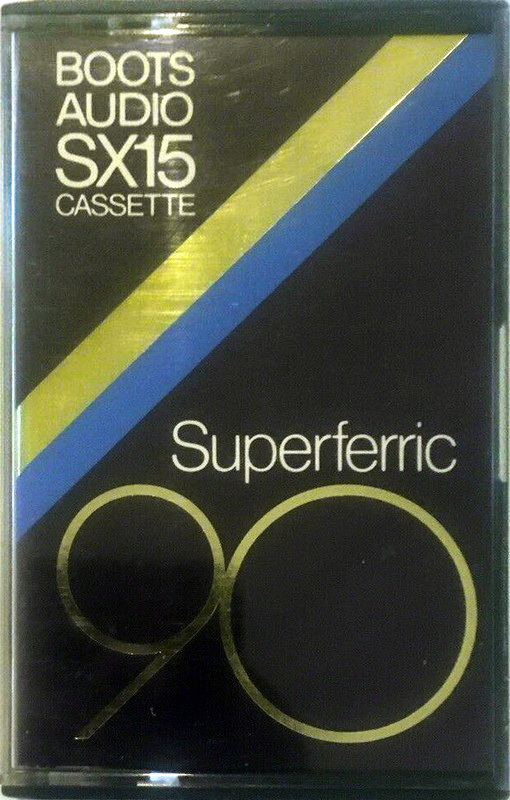 BOOTS
AUDIO
SX15
CASSETTE
Superferric
90